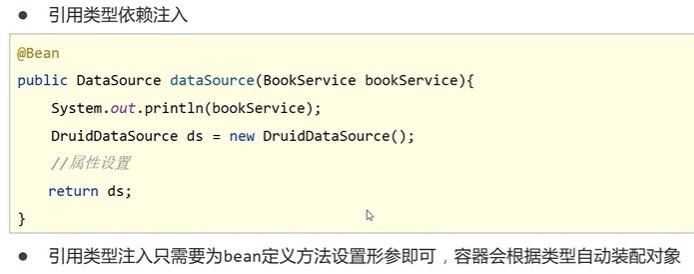 ● 引用类型依赖注入
@Bean
public DataSource dataSource(BookService bookService){
System.out.println(bookService);
DruidDataSource ds = new DruidDataSource();
//属性设置
return ds;
}
● 引用类型注入只需要为bean定义方法设置形参即可，容器会根据类型自动装配对象